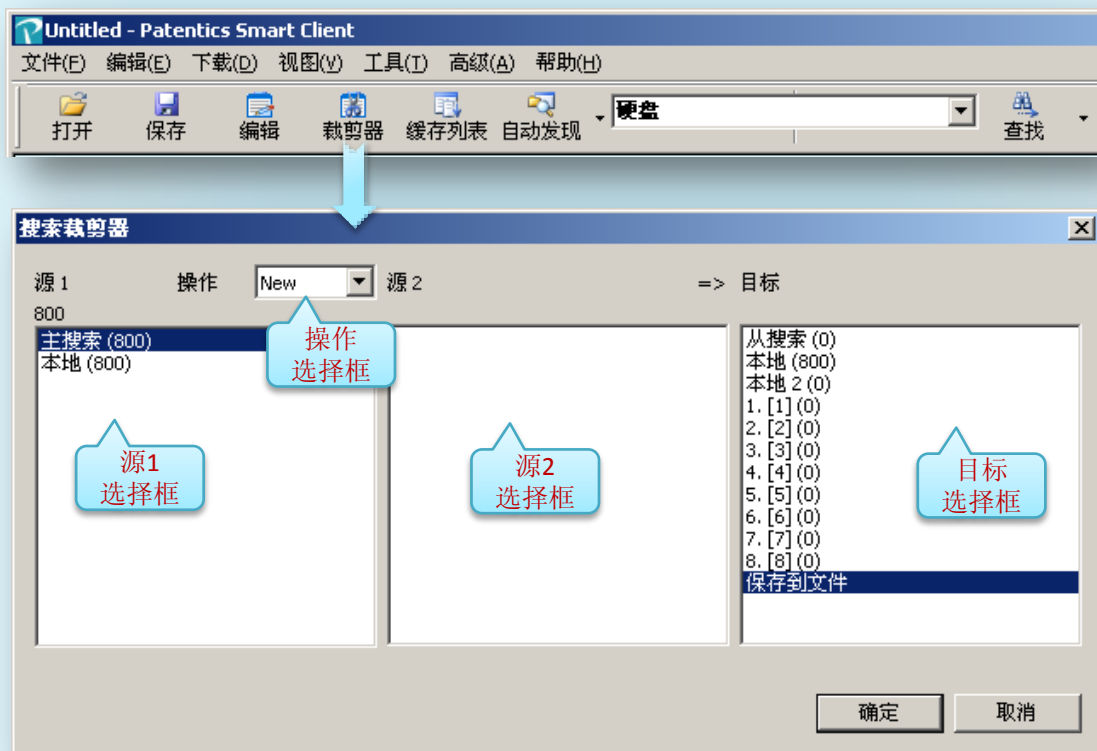 Untitled - Patentics Smart Client
文件(F) 编辑(E) 下载(D) 视图(V) 工具(T) 高级(A) 帮助(H)
打开 保存 编辑 裁剪器 缓存列表 自动发现 硬盘 查找
搜索裁剪器
源 1 操作 New 源 2 => 目标
800
主搜索 (800)
本地 (800)
操作
选择框
源1
选择框
源2
选择框
从搜索 (0)
本地 (800)
本地 2 (0)
1. [1] (0)
2. [2] (0)
3. [3] (0)
4. [4] (0)
5. [5] (0)
6. [6] (0)
7. [7] (0)
8. [8] (0)
保存到文件
目标
选择框
确定 取消